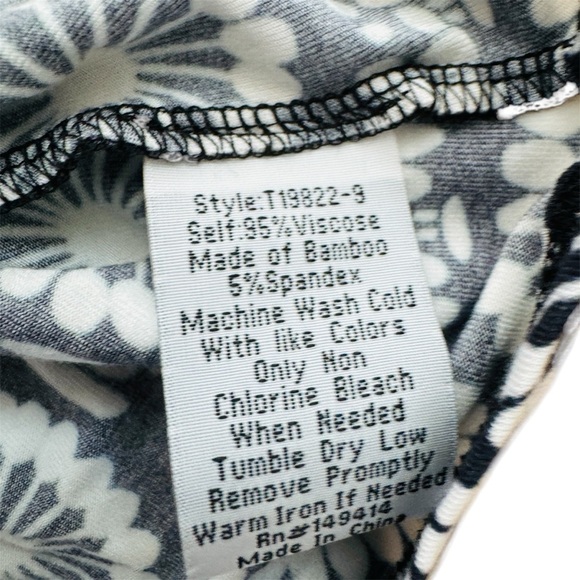 Style:T19822-9
Self:95%Viscose
Made of Bamboo
5%Spandex
Machine Wash Cold
With like Colors
Only Non
Chlorine Bleach
When Needed
Tumble Dry Low
Remove Promptly
Warm Iron If Needed
Rn#149414
Made In China